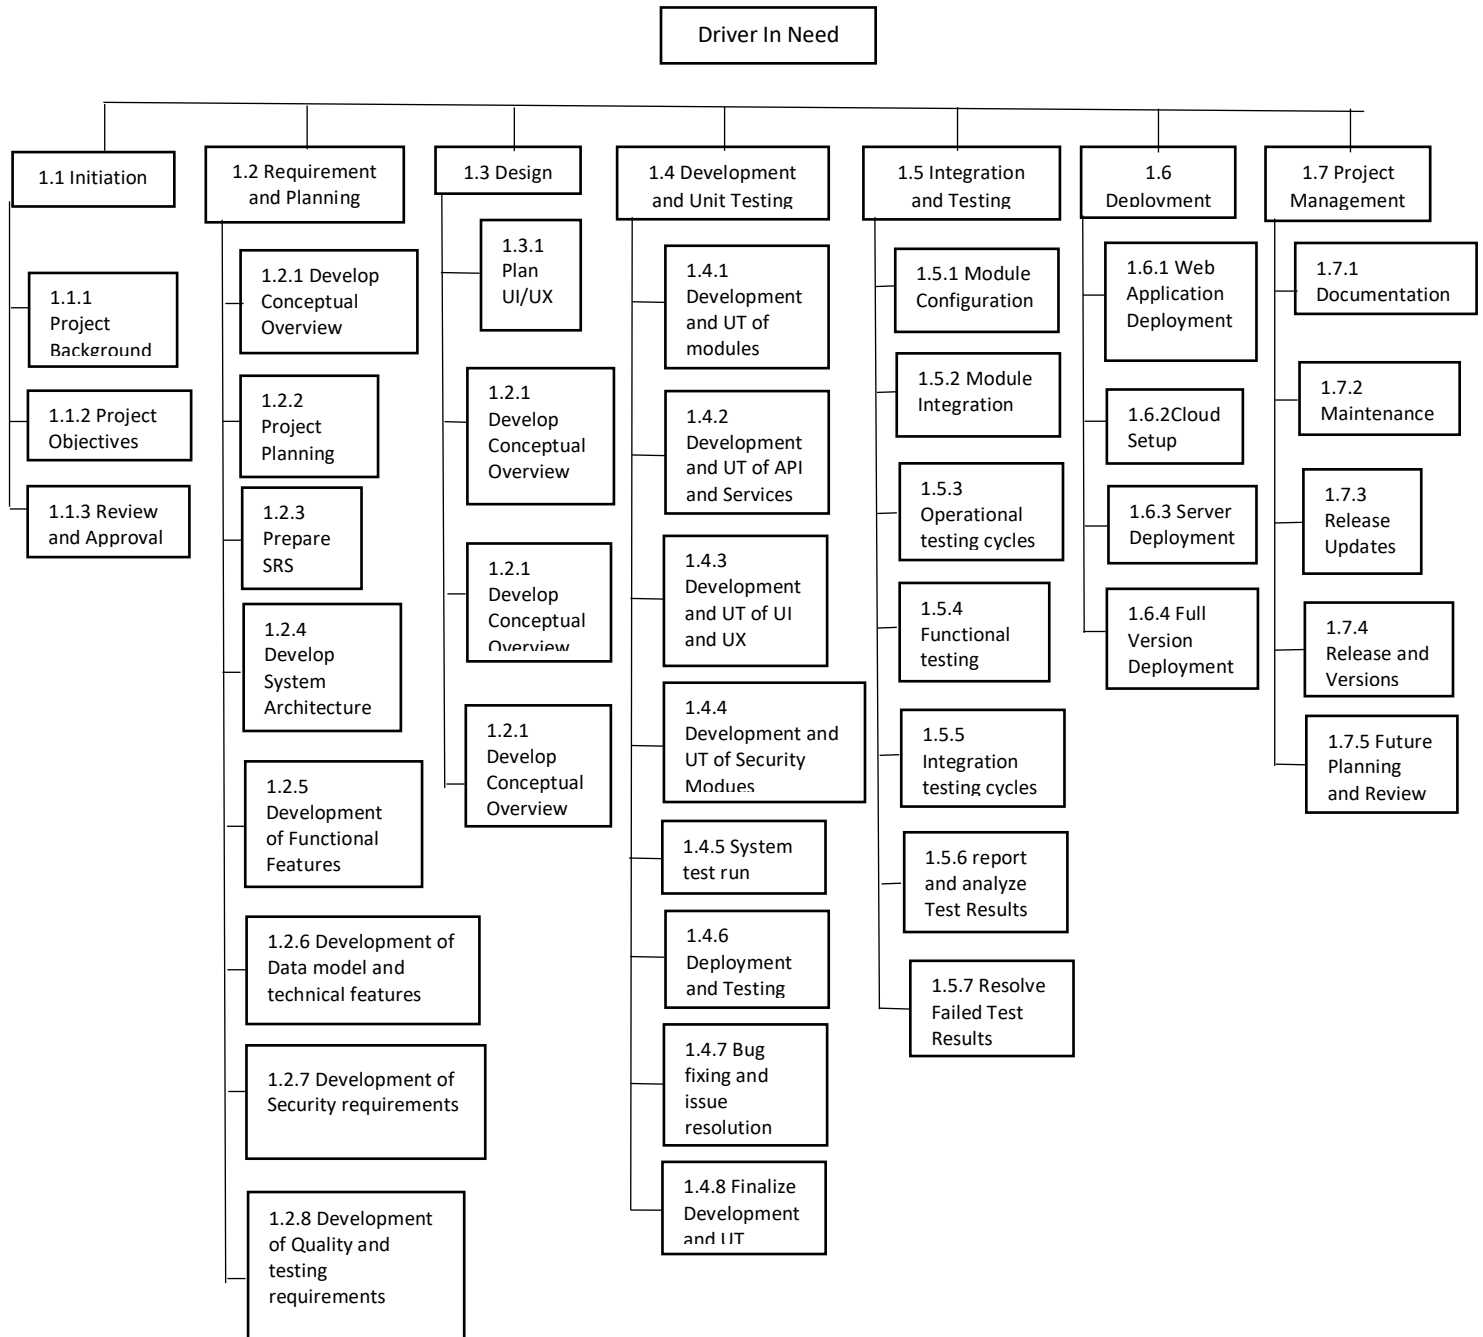 Driver In Need
1.1 Initiation
1.1.1
Project
Background
1.1.2 Project
Objectives
1.1.3 Review
and Approval
1.2 Requirement
and Planning
1.2.1 Develop
Conceptual
Overview
1.2.2
Project
Planning
1.2.3
Prepare
SRS
1.2.4
Develop
System
Architecture
1.2.5
Development
of Functional
Features
1.2.6 Development of
Data model and
technical features
1.2.7 Development of
Security requirements
1.2.8 Development
of Quality and
testing
requirements
1.3 Design
1.3.1
Plan
UI/UX
1.2.1
Develop
Conceptual
Overview
1.2.1
Develop
Conceptual
Overview
1.2.1
Develop
Conceptual
Overview
1.4 Development
and Unit Testing
1.4.1
Development
and UT of
modules
1.4.2
Development
and UT of API
and Services
1.4.3
Development
and UT of UI
and UX
1.4.4
Development and
UT of Security
Modues
1.4.5 System
test run
1.4.6
Deployment
and Testing
1.4.7 Bug
fixing and
issue
resolution
1.4.8 Finalize
Development
and UT
1.5 Integration
and Testing
1.5.1 Module
Configuration
1.5.2 Module
Integration
1.5.3
Operational
testing cycles
1.5.4
Functional
testing
1.5.5
Integration
testing cycles
1.5.6 report
and analyze
Test Results
1.5.7 Resolve
Failed Test
Results
1.6
Deployment
1.6.1 Web
Application
Deployment
1.6.2Cloud
Setup
1.6.3 Server
Deployment
1.6.4 Full
Version
Deployment
1.7 Project
Management
1.7.1
Documentation
1.7.2
Maintenance
1.7.3
Release
Updates
1.7.4
Release and
Versions
1.7.5 Future
Planning
and Review